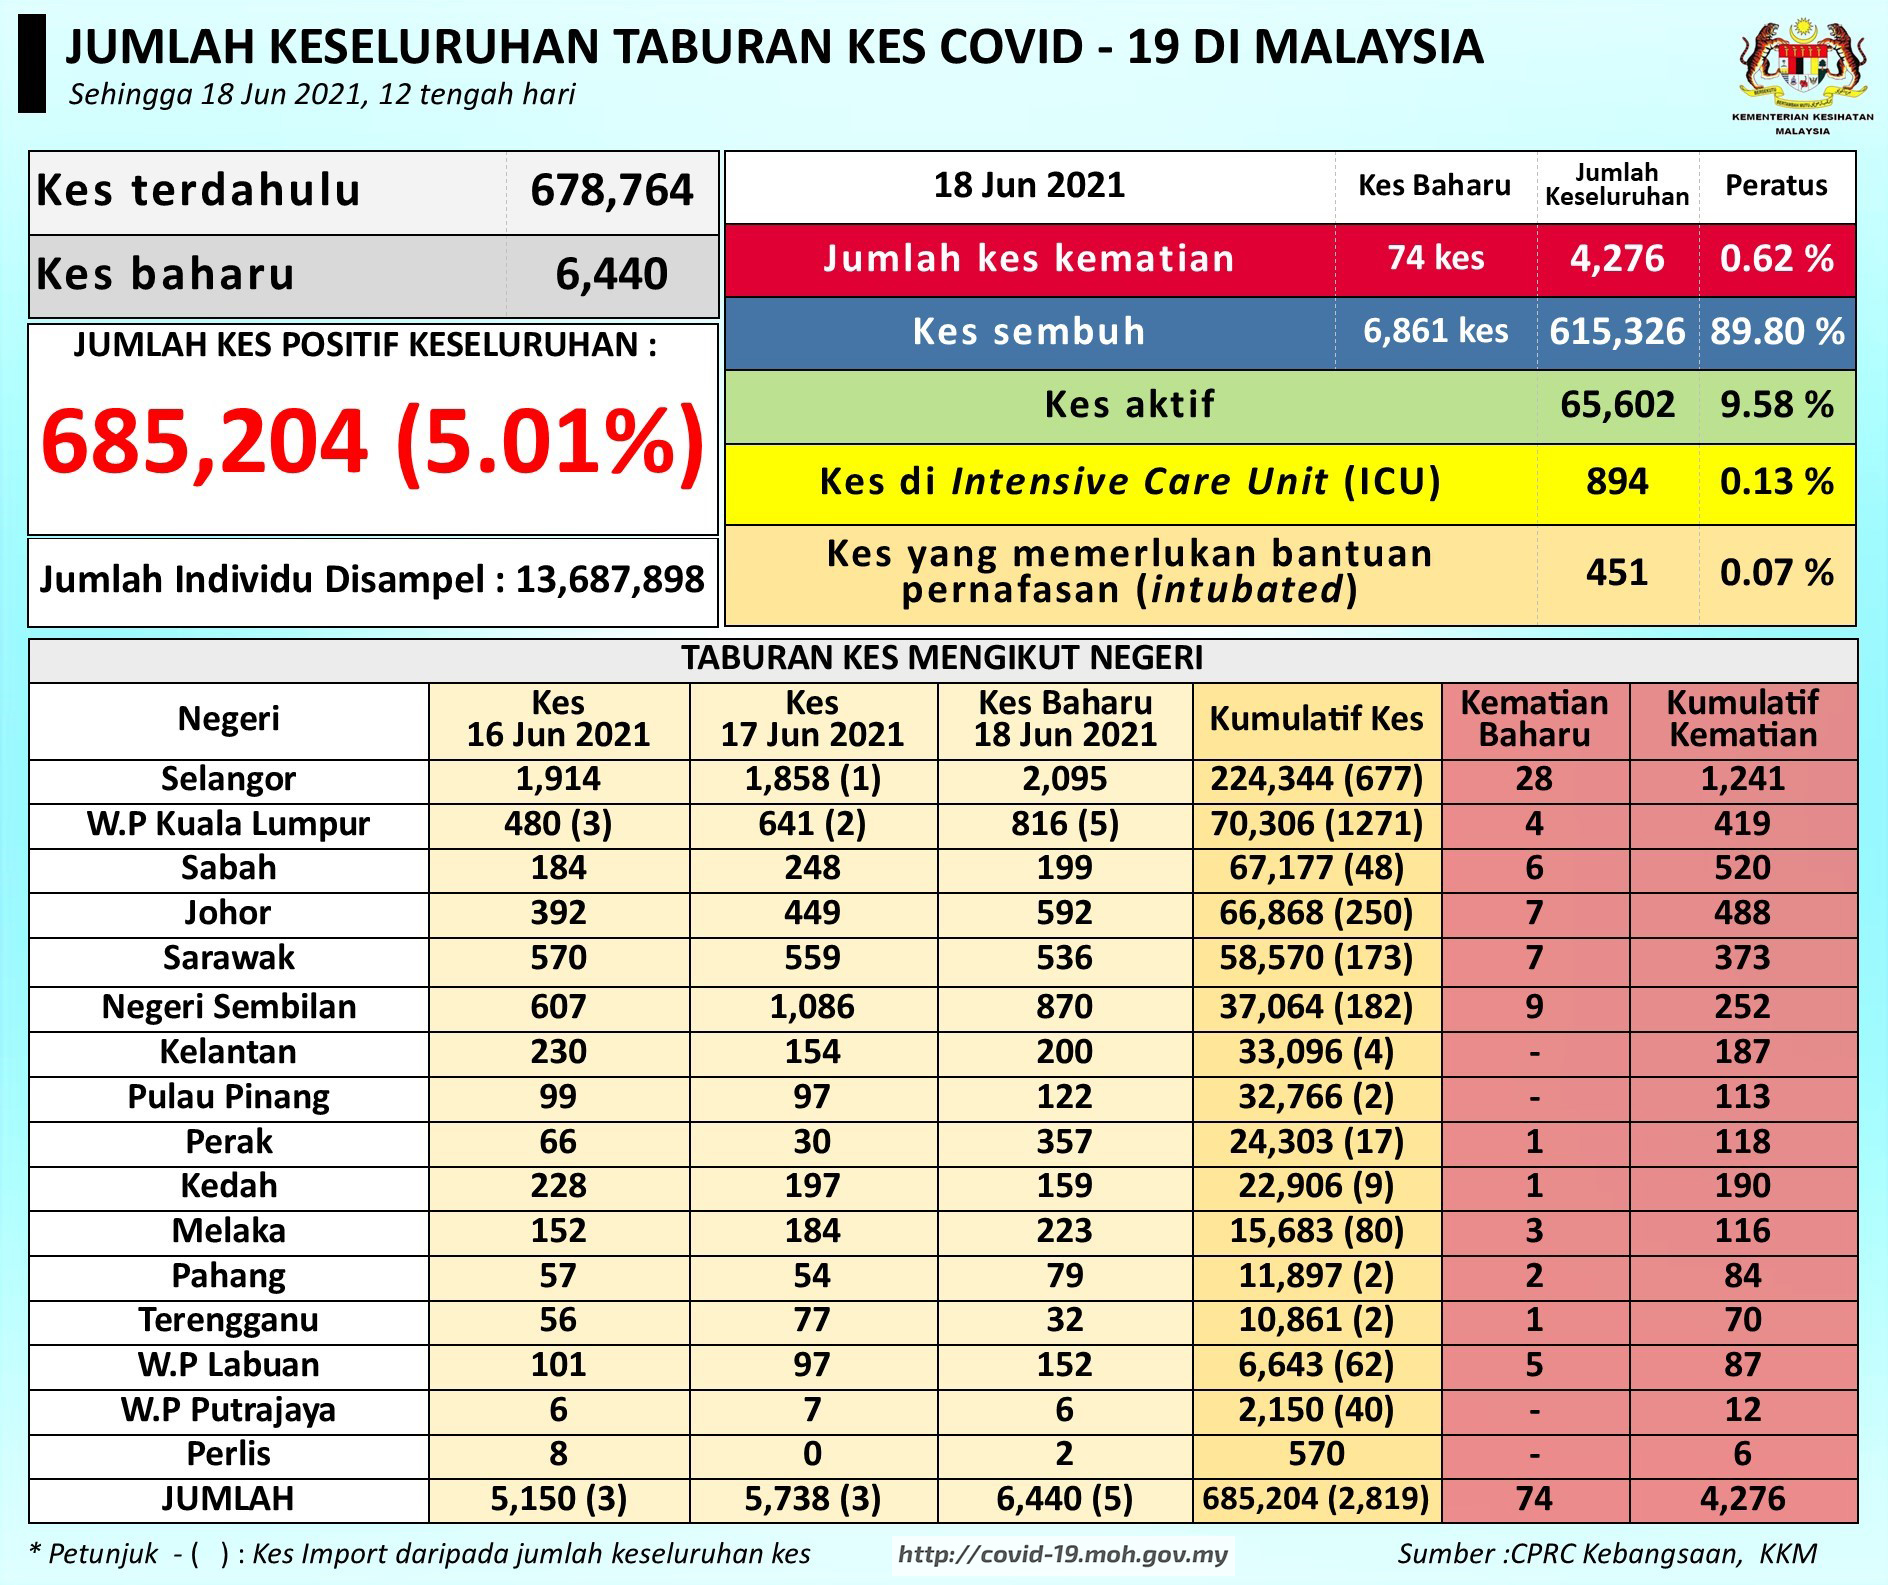 JUMLAH KESELURUHAN TABURAN KES COVID - 19 DI MALAYSIA
Sehingga 18 Jun 2021, 12 tengah hari
KEMENTERIAN KESIHATAN
MALAYSIA
Kes terdahulu 678,764
Kes baharu 6,440
JUMLAH KES POSITIF KESELURUHAN :
685,204 (5.01%)
Jumlah Individu Disampel : 13,687,898
18 Jun 2021 Kes Baharu Jumlah Keseluruhan Peratus
Jumlah kes kematian 74 kes 4,276 0.62 %
Kes sembuh 6,861 kes 615,326 89.80 %
Kes aktif 65,602 9.58 %
Kes di Intensive Care Unit (ICU) 894 0.13 %
Kes yang memerlukan bantuan
pernafasan (intubated) 451 0.07 %
TABURAN KES MENGIKUT NEGERI
Negeri Kes 16 Jun 2021 Kes 17 Jun 2021 Kes Baharu 18 Jun 2021 Kumulatif Kes Kematian Baharu Kumulatif Kematian
Selangor 1,914 1,858 (1) 2,095 224,344 (677) 28 1,241
W.P Kuala Lumpur 480 (3) 641 (2) 816 (5) 70,306 (1271) 4 419
Sabah 184 248 199 67,177 (48) 6 520
Johor 392 449 592 66,868 (250) 7 488
Sarawak 570 559 536 58,570 (173) 7 373
Negeri Sembilan 607 1,086 870 37,064 (182) 9 252
Kelantan 230 154 200 33,096 (4) - 187
Pulau Pinang 99 97 122 32,766 (2) - 113
Perak 66 30 357 24,303 (17) 1 118
Kedah 228 197 159 22,906 (9) 1 190
Melaka 152 184 223 15,683 (80) 3 116
Pahang 57 54 79 11,897 (2) 2 84
Terengganu 56 77 32 10,861 (2) 1 70
W.P Labuan 101 97 152 6,643 (62) 5 87
W.P Putrajaya 6 7 6 2,150 (40) - 12
Perlis 8 0 2 570 - 6
JUMLAH 5,150 (3) 5,738 (3) 6,440 (5) 685,204 (2,819) 74 4,276
* Petunjuk - ( ) : Kes Import daripada jumlah keseluruhan kes
http://covid-19.moh.gov.my
Sumber :CPRC Kebangsaan, KKM